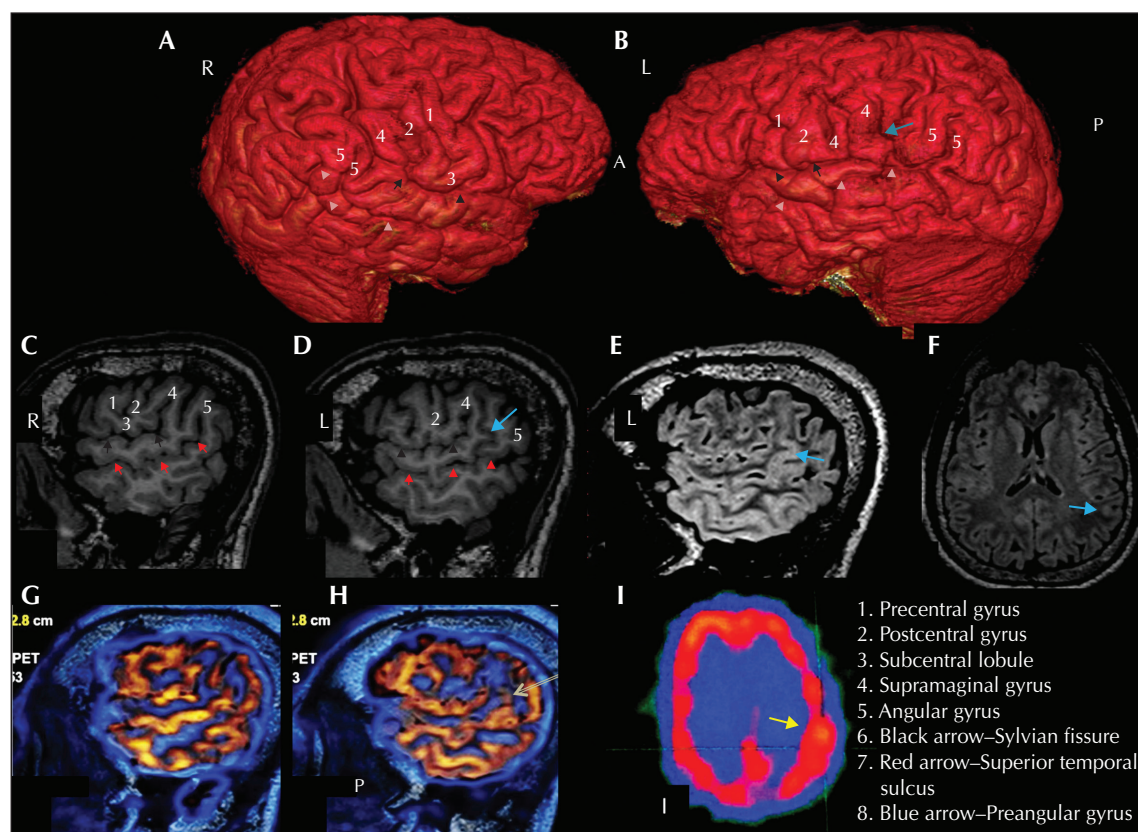 A
B
R
L
1
4
2
4
1
2
4
5
5
P
5
5
3
A
C
D
E
F
4
1
2
5
3
R
4
2
5
L
L
G
H
I
2.8 cm
2.8 cm
PET
53
PET
3
P
I
1. Precentral gyrus
2. Postcentral gyrus
3. Subcentral lobule
4. Supramaginal gyrus
5. Angular gyrus
6. Black arrow–Sylvian fissure
7. Red arrow–Superior temporal
sulcus
8. Blue arrow–Preangular gyrus